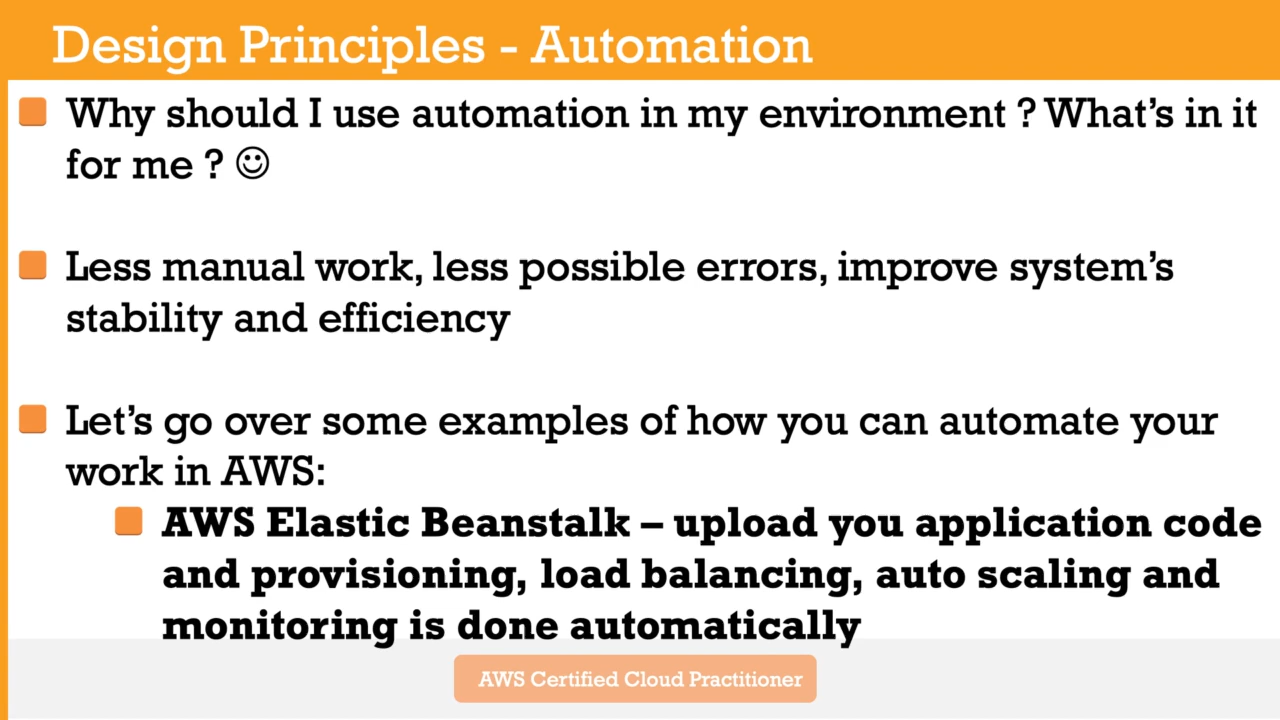 Design Principles - Automation
Why should I use automation in my environment ? What's in it
for me ? ☺
Less manual work, less possible errors, improve system's
stability and efficiency
Let's go over some examples of how you can automate your
work in AWS:
AWS Elastic Beanstalk – upload you application code
and provisioning, load balancing, auto scaling and
monitoring is done automatically
AWS Certified Cloud Practitioner